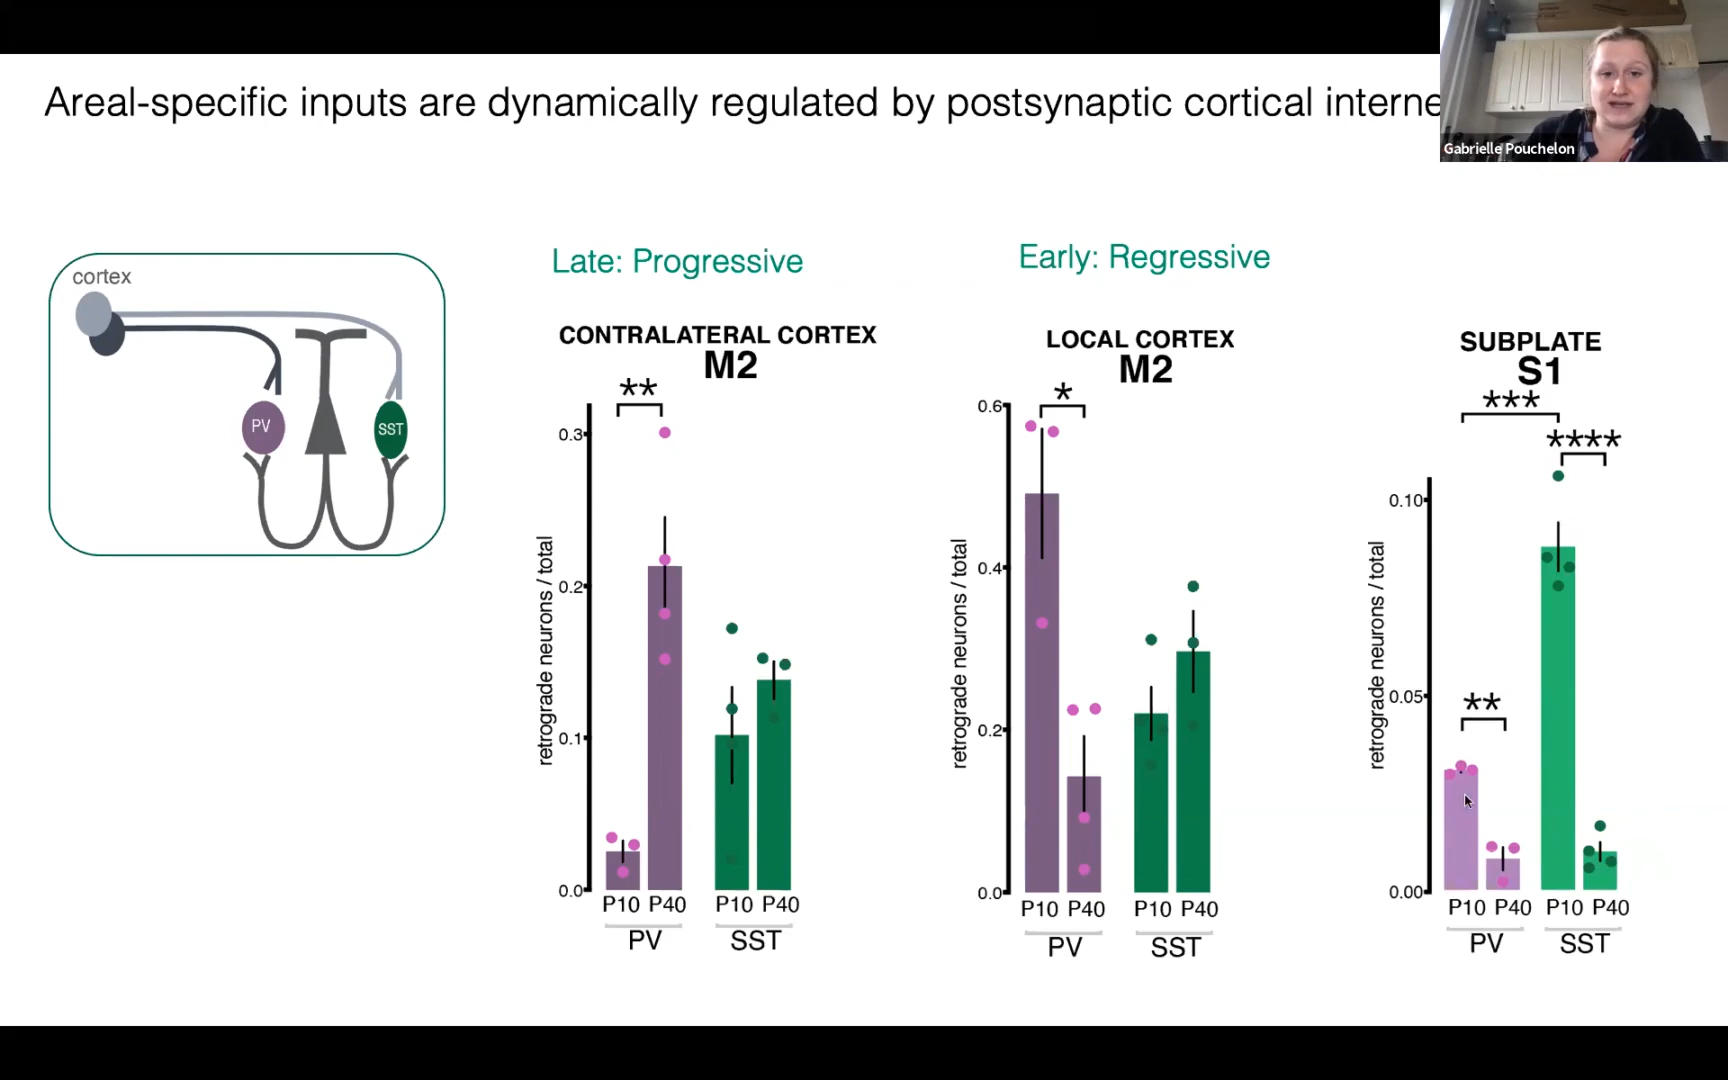 Areal-specific inputs are dynamically regulated by postsynaptic cortical interne
Gabrielle Pouchelon
cortex
PV
SST
Late: Progressive
CONTRALATERAL CORTEX
M2
**
retrograde neurons / total
0.3
0.2
0.1
0.0
P10 P40 P10 P40
PV SST
Early: Regressive
LOCAL CORTEX
M2
*
retrograde neurons / total
0.6
0.4
0.2
0.0
P10 P40 P10 P40
PV SST
SUBPLATE
S1
***
****
**
retrograde neurons / total
0.10
0.05
0.00
P10 P40 P10 P40
PV SST